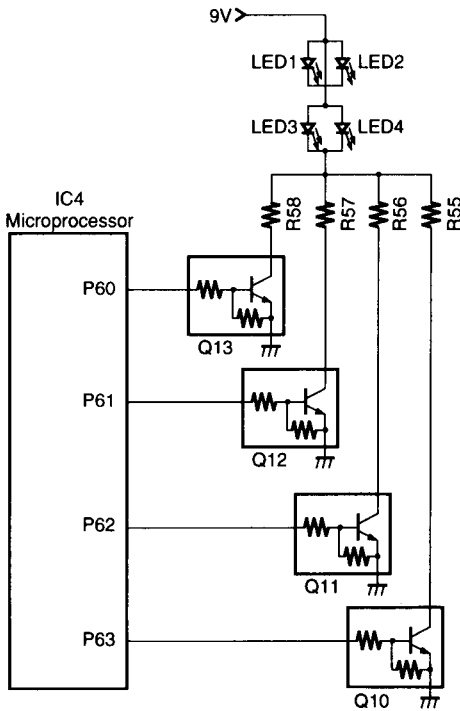 9V
LED1 LED2
LED3 LED4
R58 R57 R56 R55
IC4
Microprocessor
P60
Q13
P61
Q12
P62
Q11
P63
Q10